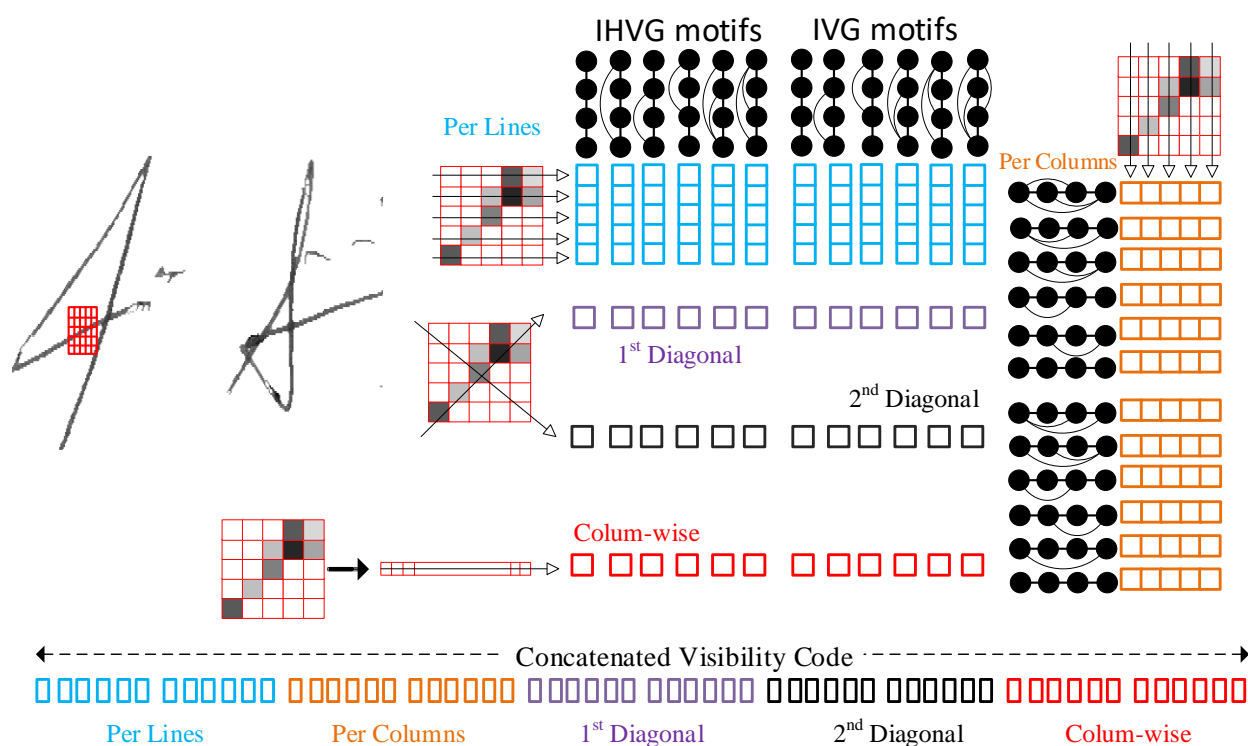 IHVG motifs IVG motifs
Per Lines
Per Columns
1st Diagonal
2nd Diagonal
Colum-wise
Concatenated Visibility Code
Per Lines Per Columns 1st Diagonal 2nd Diagonal Colum-wise